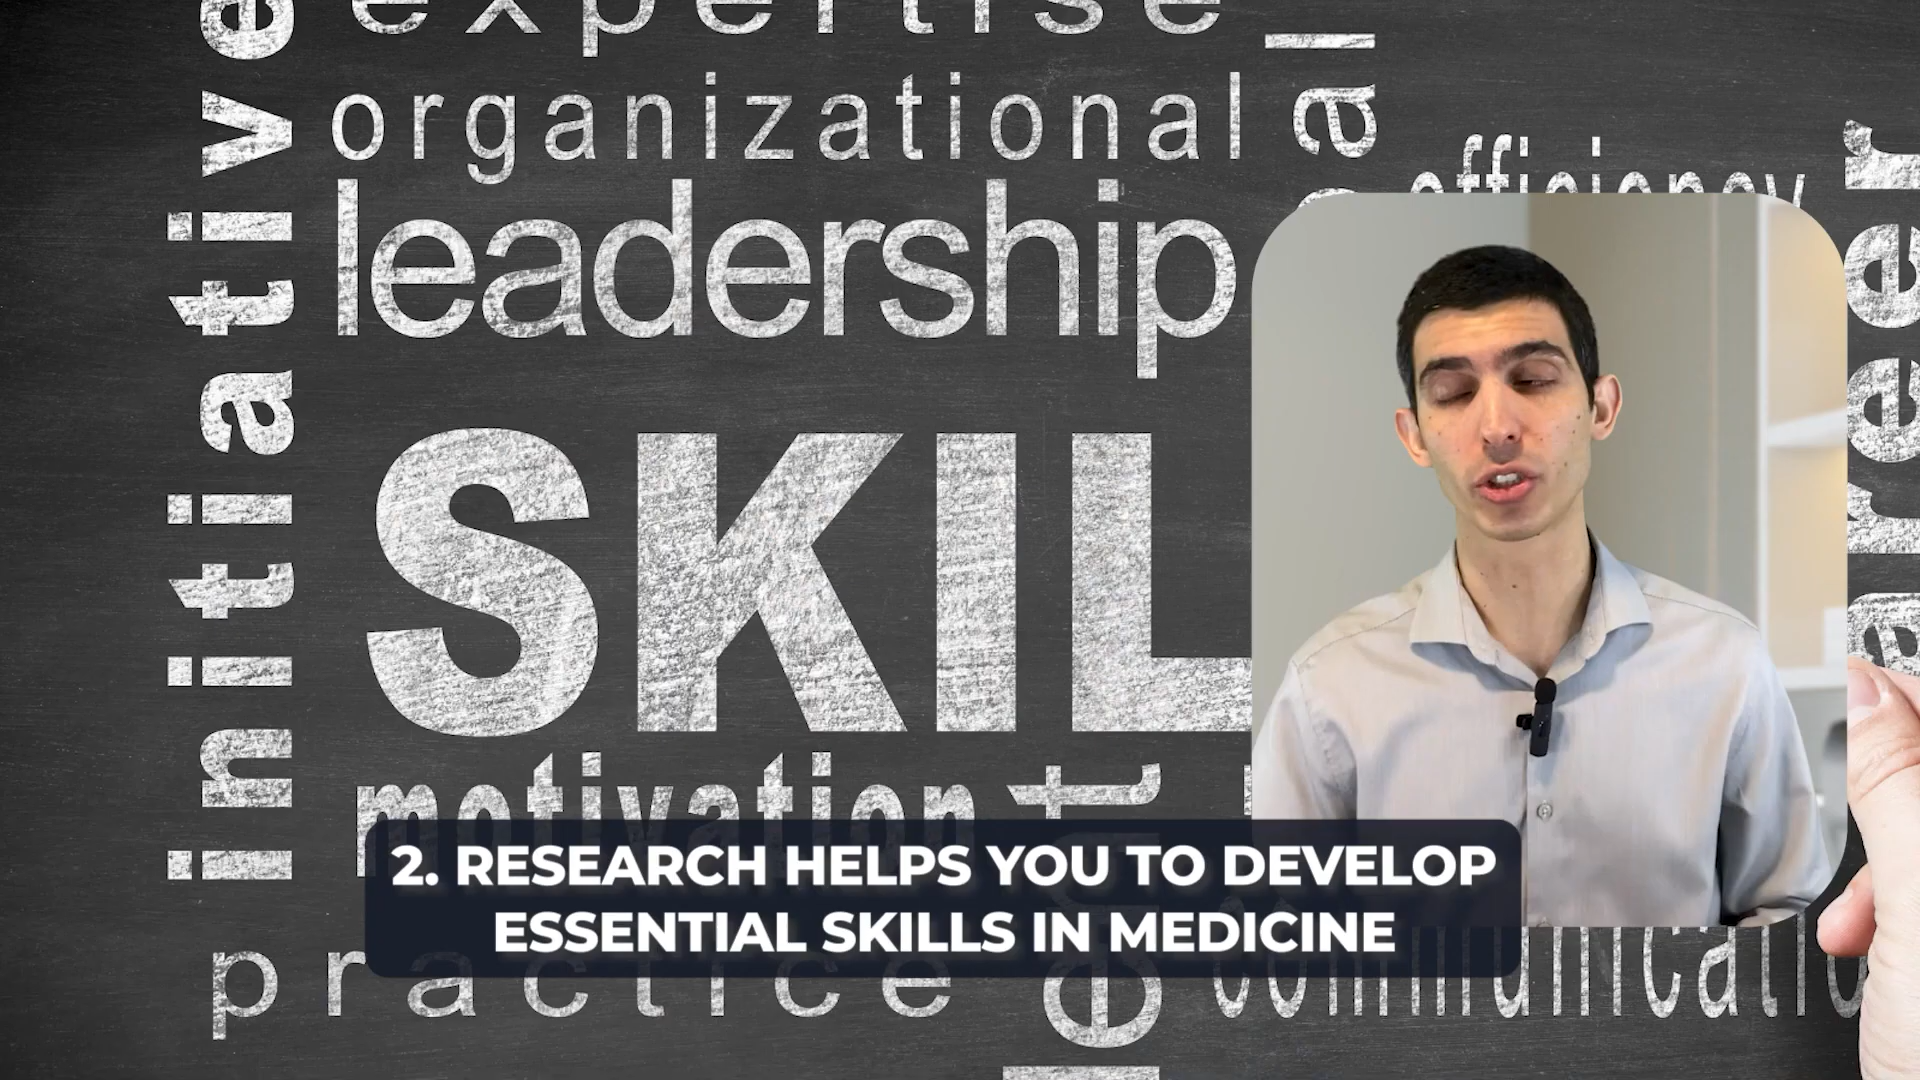 expertise
organizational
leadership
efficiency
initiative
SKIL
career
motivation
2. RESEARCH HELPS YOU TO DEVELOP
ESSENTIAL SKILLS IN MEDICINE
practice
communicatio